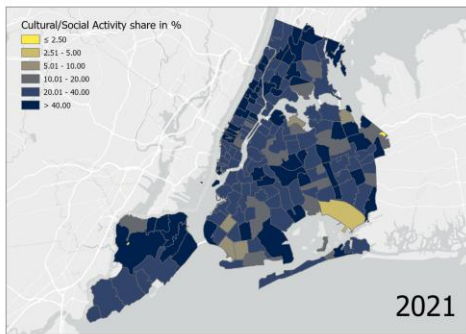 Cultural/Social Activity share in %
≤ 2.50
2.51 - 5.00
5.01 - 10.00
10.01 - 20.00
20.01 - 40.00
> 40.00
2021